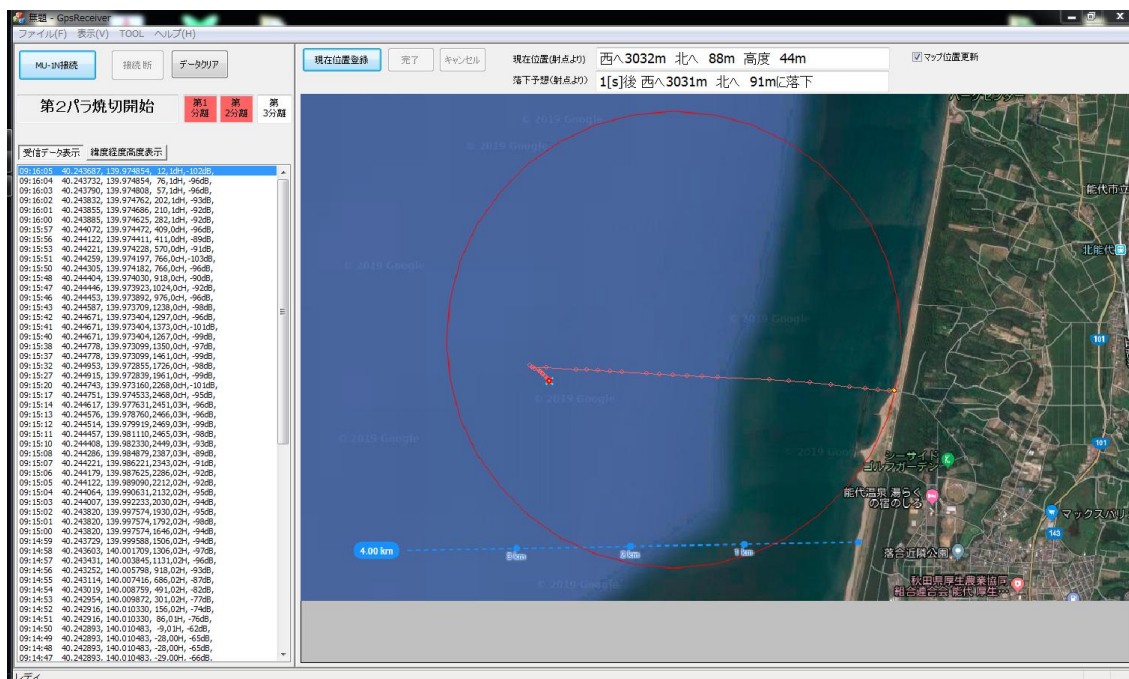 無題 - GpsReceiver
ファイル(F) 表示(V) TOOL ヘルプ(H)
MU-1N接続 接続断 データクリア
第2パラ焼切開始 第1分離 第2分離 第3分離
受信データ表示 緯度経度高度表示
09:16:05 40.243687, 139.974854, 12,1dH,-102dB,
09:16:04 40.243732, 139.974854, 76,1dH, -96dB,
09:16:03 40.243790, 139.974808, 57,1dH, -96dB,
09:16:02 40.243832, 139.974762, 202,1dH, -93dB,
09:16:01 40.243855, 139.974686, 210,1dH, -92dB,
09:16:00 40.243885, 139.974625, 282,1dH, -92dB,
09:15:57 40.244072, 139.974472, 409,0dH, -96dB,
09:15:56 40.244122, 139.974411, 411,0dH, -89dB,
09:15:53 40.244221, 139.974228, 570,0dH, -91dB,
09:15:51 40.244259, 139.974197, 766,0cH,-103dB,
09:15:50 40.244305, 139.974182, 766,0cH, -96dB,
09:15:48 40.244404, 139.974030, 918,0cH, -90dB,
09:15:47 40.244446, 139.973923,1024,0cH, -92dB,
09:15:46 40.244453, 139.973892, 976,0cH, -96dB,
09:15:43 40.244587, 139.973709,1238,0cH, -98dB,
09:15:42 40.244671, 139.973404,1297,0cH, -96dB,
09:15:41 40.244671, 139.973404,1373,0cH,-101dB,
09:15:40 40.244671, 139.973404,1267,0cH, -99dB,
09:15:38 40.244778, 139.973099,1350,0cH, -97dB,
09:15:37 40.244778, 139.973099,1461,0cH, -99dB,
09:15:32 40.244953, 139.972855,1726,0cH, -98dB,
09:15:27 40.244915, 139.972839,1961,0cH, -99dB,
09:15:20 40.244743, 139.973160,2268,0cH,-101dB,
09:15:17 40.244751, 139.974533,2468,0cH, -95dB,
09:15:14 40.244617, 139.977631,2451,03H, -96dB,
09:15:13 40.244576, 139.978760,2466,03H, -96dB,
09:15:12 40.244514, 139.979919,2469,03H, -99dB,
09:15:11 40.244457, 139.981110,2465,03H, -98dB,
09:15:10 40.244408, 139.982330,2449,03H, -93dB,
09:15:08 40.244286, 139.984879,2387,03H, -89dB,
09:15:07 40.244221, 139.986221,2343,02H, -91dB,
09:15:06 40.244179, 139.987625,2286,02H, -92dB,
09:15:05 40.244122, 139.989090,2212,02H, -92dB,
09:15:04 40.244064, 139.990631,2132,02H, -95dB,
09:15:03 40.244007, 139.992233,2030,02H, -94dB,
09:15:02 40.243820, 139.997574,1930,02H, -95dB,
09:15:01 40.243820, 139.997574,1792,02H, -98dB,
09:15:00 40.243820, 139.997574,1646,02H, -94dB,
09:14:59 40.243729, 139.999588,1506,02H, -94dB,
09:14:58 40.243603, 140.001709,1306,02H, -97dB,
09:14:57 40.243431, 140.003845,1131,02H, -96dB,
09:14:56 40.243252, 140.005798, 918,02H, -93dB,
09:14:55 40.243114, 140.007416, 686,02H, -87dB,
09:14:54 40.243019, 140.008759, 491,02H, -82dB,
09:14:53 40.242954, 140.009872, 301,02H, -77dB,
09:14:52 40.242916, 140.010330, 156,02H, -74dB,
09:14:51 40.242916, 140.010330, 86,01H, -76dB,
09:14:50 40.242893, 140.010483, -9,01H, -62dB,
09:14:49 40.242893, 140.010483, -28,00H, -65dB,
09:14:48 40.242893, 140.010483, -28,00H, -65dB,
09:14:47 40.242893, 140.010483, -29,00H, -66dB,
現在位置登録 完了 キャンセル 現在位置(射点より) 西へ3032m 北へ 88m 高度 44m マップ位置更新
落下予想(射点より) 1[s]後 西へ3031m 北へ 91mに落下
© 2019 Google
© 2019 Google
能代市立
北能代
© 2019 Google
© 2019 Google
101
© 2019 Google
© 2019 Google
101
© 2019 Goo
シーサイド
ゴルフガーデン
能代温泉 湯らく
の宿のしろ
マックスバリ
143
4.00 km
3 km
2 km
1 km
落合近隣公園
© 2019 Google
秋田県厚生農業協同
組合連合会 能代厚生…
レディ